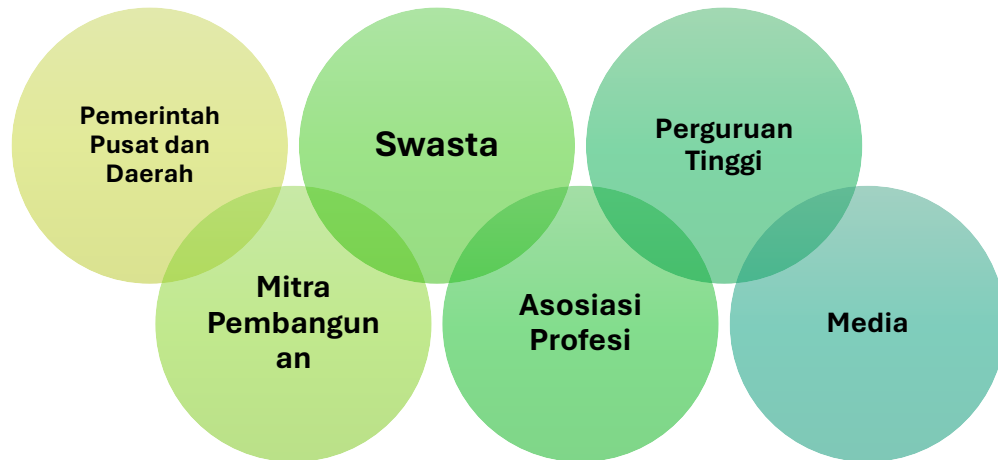 Pemerintah
Pusat dan
Daerah
Swasta
Perguruan
Tinggi
Mitra
Pembangun
an
Asosiasi
Profesi
Media